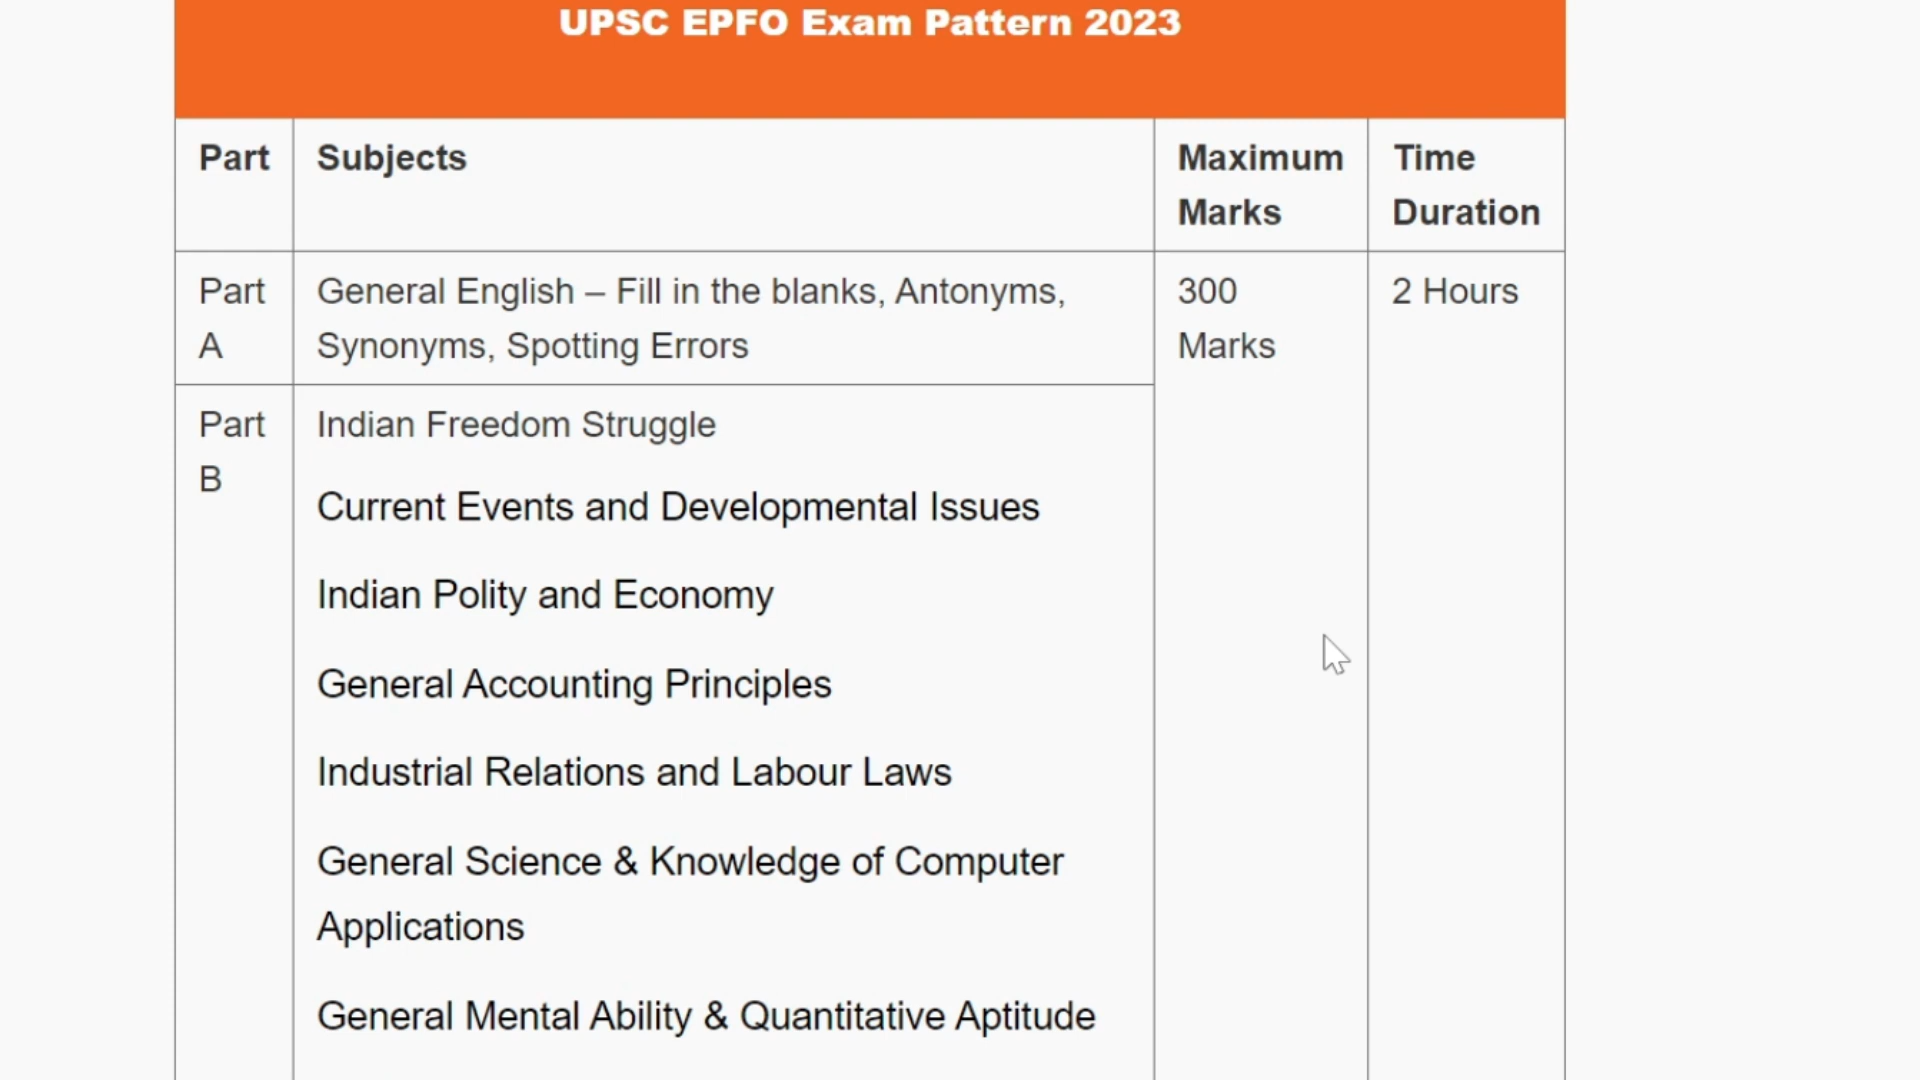 UPSC EPFO Exam Pattern 2023
Part
Subjects
Maximum
Marks
Time
Duration
Part
A
General English – Fill in the blanks, Antonyms,
Synonyms, Spotting Errors
300
Marks
2 Hours
Part
B
Indian Freedom Struggle
Current Events and Developmental Issues
Indian Polity and Economy
General Accounting Principles
Industrial Relations and Labour Laws
General Science & Knowledge of Computer
Applications
General Mental Ability & Quantitative Aptitude